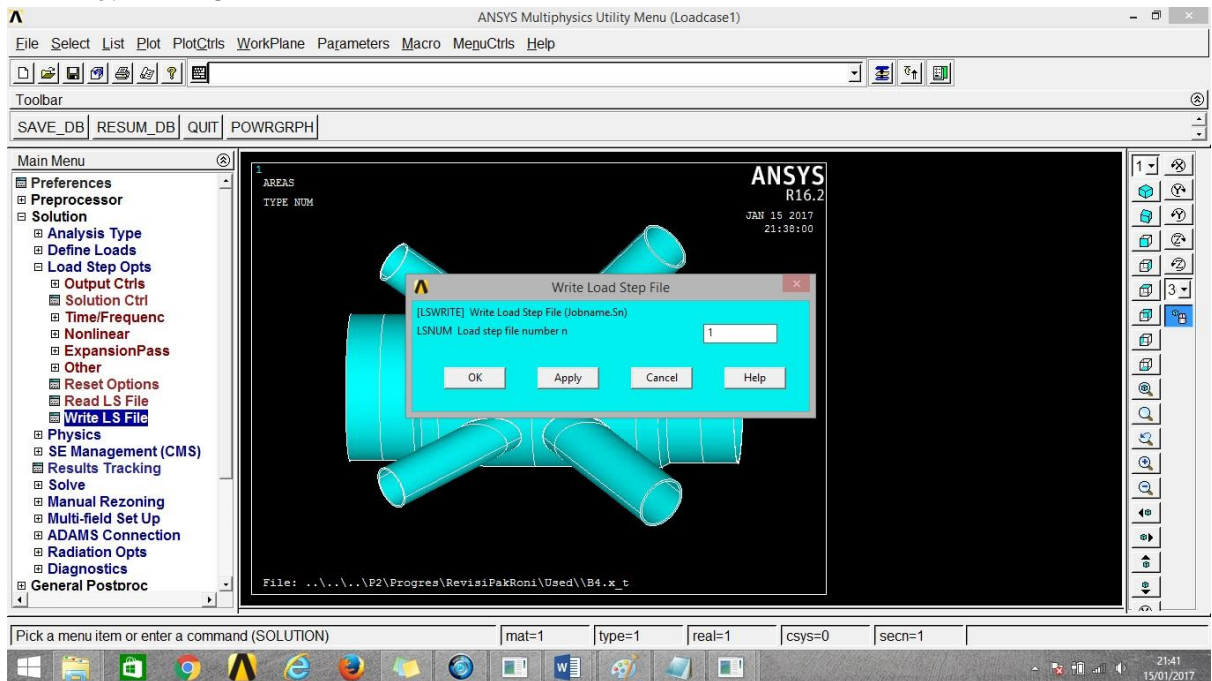 ANSYS Multiphysics Utility Menu (Loadcase1)
File Select List Plot PlotCtrls WorkPlane Parameters Macro MenuCtrls Help
Toolbar
SAVE_DB RESUM_DB QUIT POWRGRPH
Main Menu
Preferences
Preprocessor
Solution
Analysis Type
Define Loads
Load Step Opts
Output Ctrls
Solution Ctrl
Time/Frequenc
Nonlinear
ExpansionPass
Other
Reset Options
Read LS File
Write LS File
Physics
SE Management (CMS)
Results Tracking
Solve
Manual Rezoning
Multi-field Set Up
ADAMS Connection
Radiation Opts
Diagnostics
General Postproc
1
AREAS
TYPE NUM
ANSYS
R16.2
JAN 15 2017
21:38:00
Write Load Step File
[LSWRITE] Write Load Step File (Jobname.Sn)
LSNUM Load step file number n 1
OK Apply Cancel Help
File: ..\..\..\P2\Progres\RevisiPakRoni\Used\\B4.x_t
1
3
Pick a menu item or enter a command (SOLUTION) mat=1 type=1 real=1 csys=0 secn=1
21:41
15/01/2017